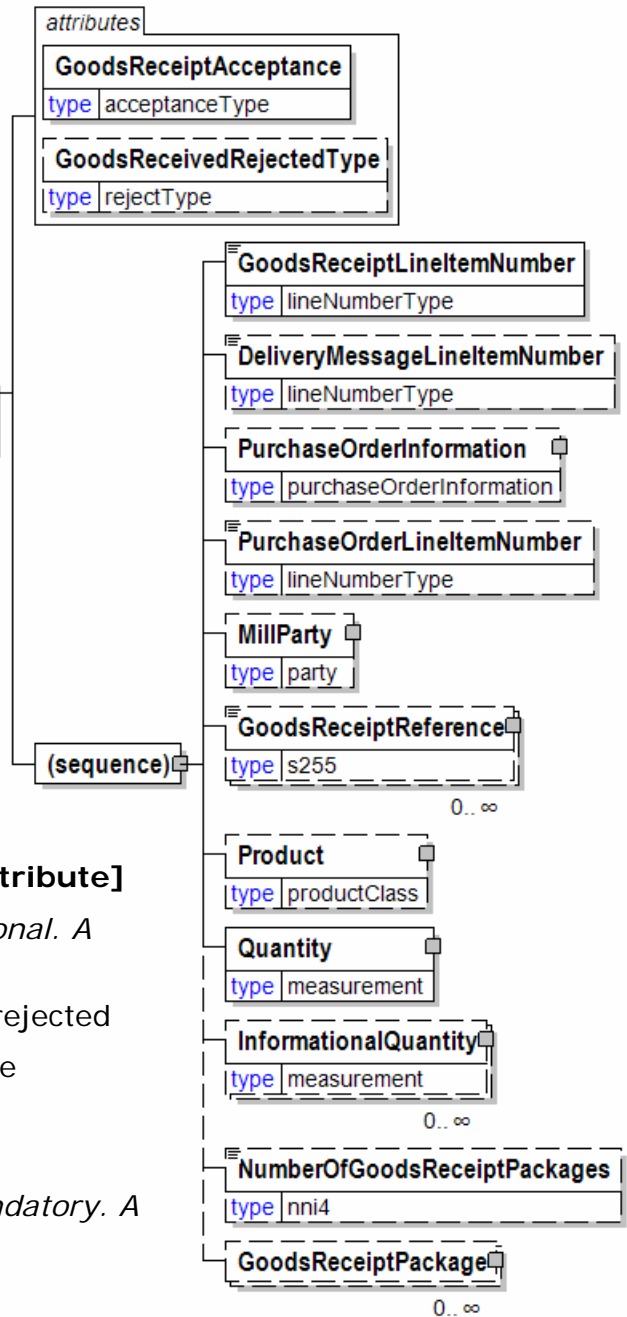 attributes
GoodsReceiptAcceptance
type acceptanceType
GoodsReceivedRejectedType
type rejectType
GoodsReceiptLineItemNumber
type lineNumberType
DeliveryMessageLineItemNumber
type lineNumberType
PurchaseOrderInformation
type purchaseOrderInformation
PurchaseOrderLineItemNumber
type lineNumberType
MillParty
type party
GoodsReceiptReference
type s255
0.. ∞
(sequence)
Product
type productClass
Quantity
type measurement
InformationalQuantity
type measurement
0.. ∞
NumberOfGoodsReceiptPackages
type nni4
GoodsReceiptPackage
0.. ∞
tribute]
onal. A
rejected
e
ndatory. A